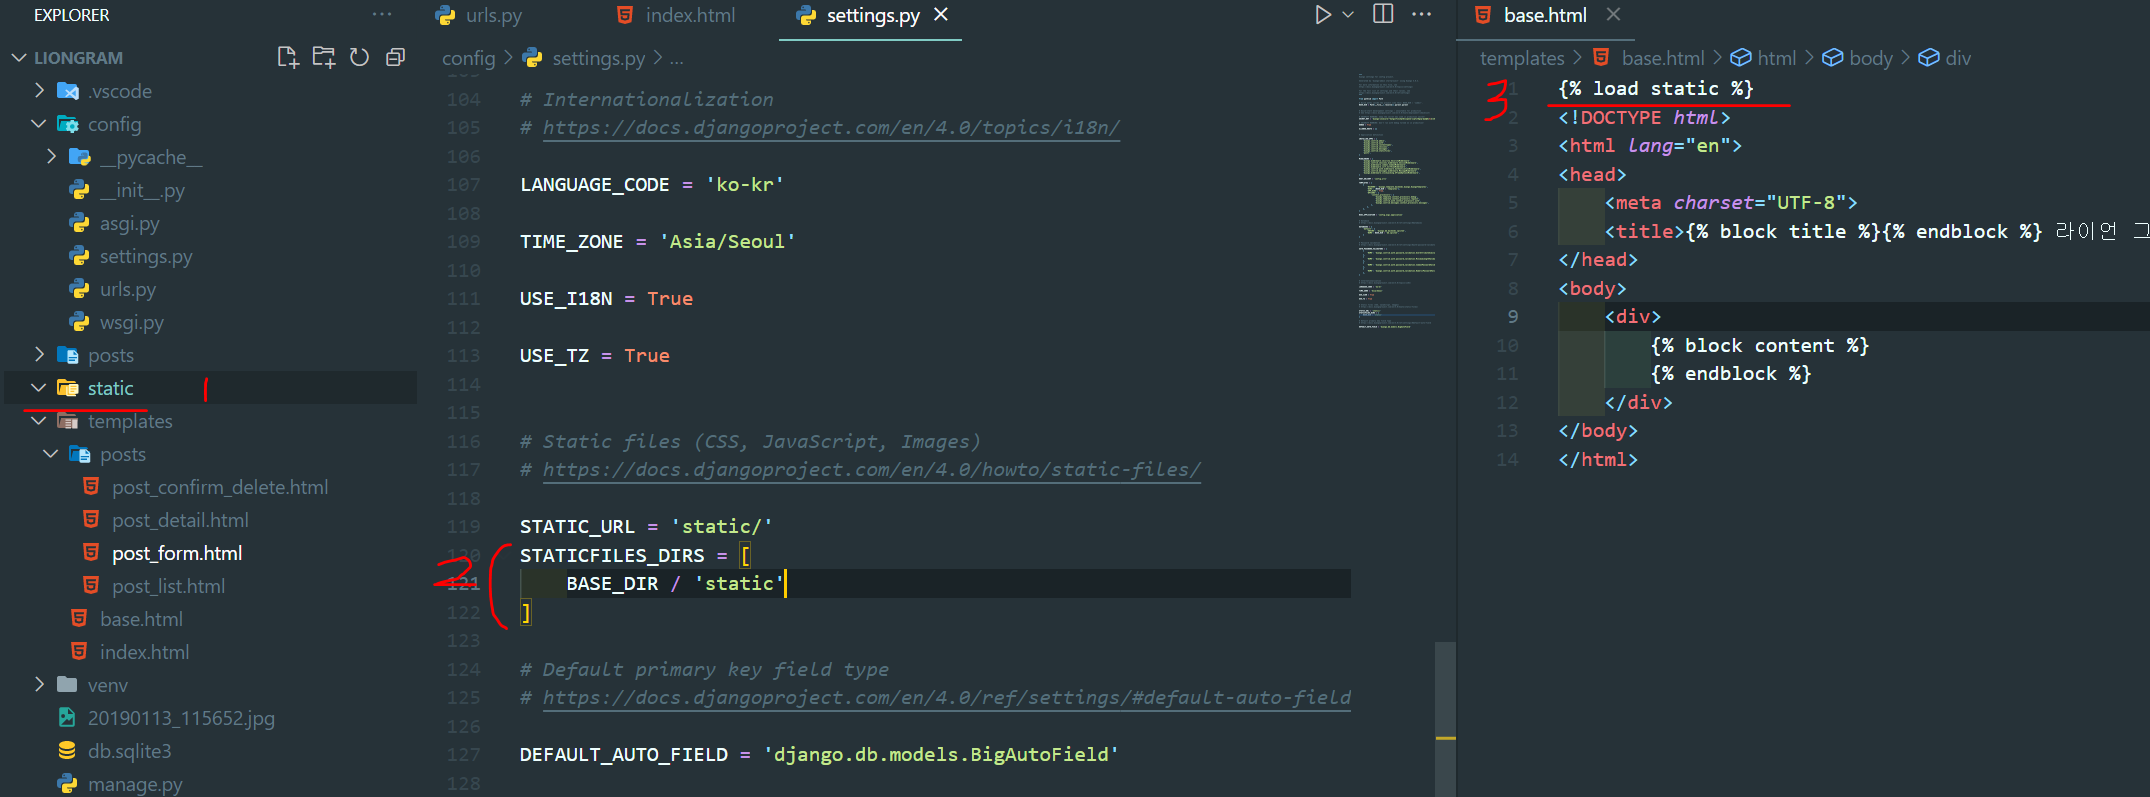 EXPLORER
LIONGRAM
.vscode
config
__pycache__
__init__.py
asgi.py
settings.py
urls.py
wsgi.py
posts
static
1
templates
posts
post_confirm_delete.html
post_detail.html
post_form.html
post_list.html
base.html
index.html
venv
20190113_115652.jpg
db.sqlite3
manage.py
urls.py
index.html
settings.py
config > settings.py > ...
104 # Internationalization
105 # https://docs.djangoproject.com/en/4.0/topics/i18n/
106
107 LANGUAGE_CODE = 'ko-kr'
108
109 TIME_ZONE = 'Asia/Seoul'
110
111 USE_I18N = True
112
113 USE_TZ = True
114
115
116 # Static files (CSS, JavaScript, Images)
117 # https://docs.djangoproject.com/en/4.0/howto/static-files/
118
119 STATIC_URL = 'static/'
120 STATICFILES_DIRS = [
2
121 BASE_DIR / 'static'
122 ]
123
124 # Default primary key field type
125 # https://docs.djangoproject.com/en/4.0/ref/settings/#default-auto-field
126
127 DEFAULT_AUTO_FIELD = 'django.db.models.BigAutoField'
128
base.html
templates > base.html > html > body > div
3
1 {% load static %}
2 <!DOCTYPE html>
3 <html lang="en">
4 <head>
5 <meta charset="UTF-8">
6 <title>{% block title %}{% endblock %} 라이언 그
7 </head>
8 <body>
9 <div>
10 {% block content %}
11 {% endblock %}
12 </div>
13 </body>
14 </html>